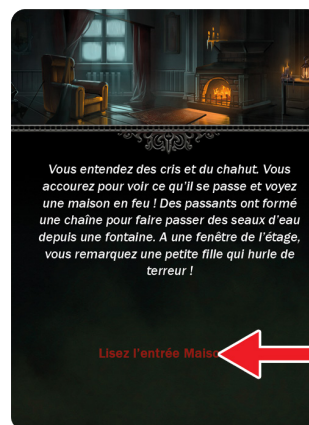 Vous entendez des cris et du chahut. Vous
accourez pour voir ce qu'il se passe et voyez
une maison en feu ! Des passants ont formé
une chaîne pour faire passer des seaux d'eau
depuis une fontaine. A une fenêtre de l'étage,
vous remarquez une petite fille qui hurle de
terreur !
Lisez l'entrée